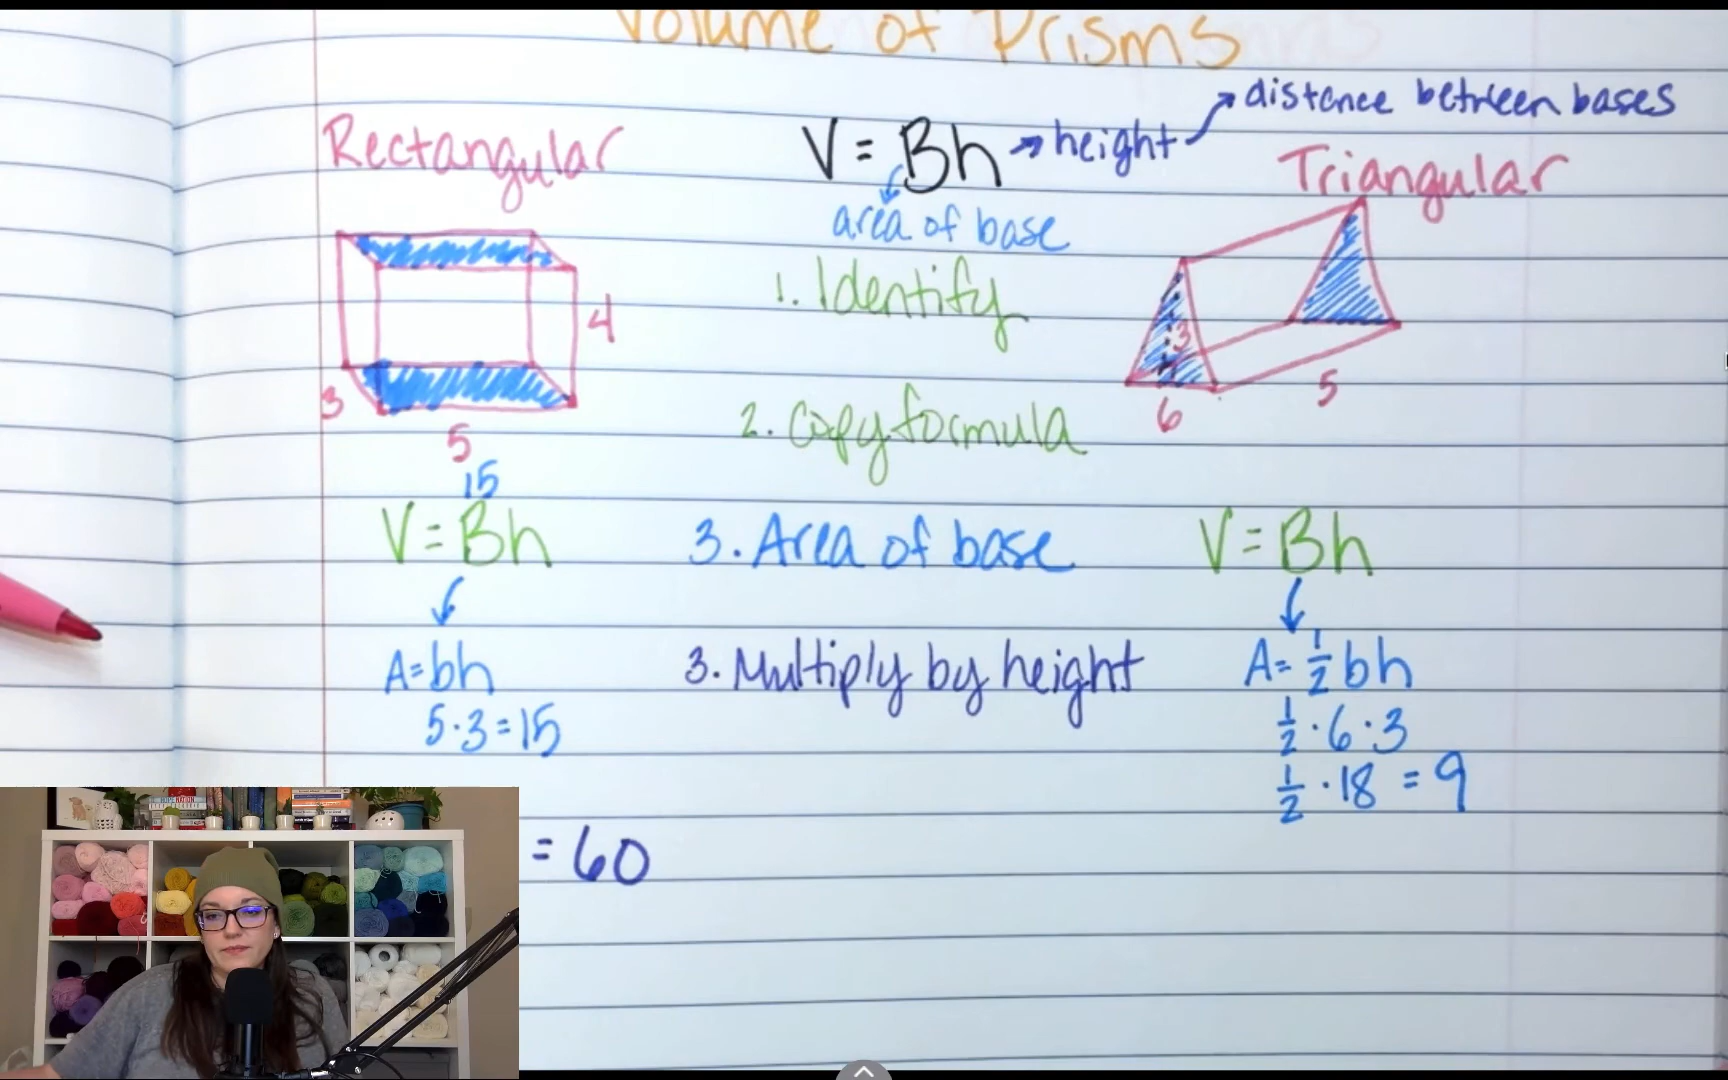 Volume of Prisms
distance between bases
Rectangular
V = Bh → height
Triangular
area of base
1. Identify
4
3
3
5
6
5
2. Copy formula
15
V = Bh
3. Area of base
V = Bh
A = bh
3. Multiply by height
A = 1/2 bh
5 · 3 = 15
1/2 · 6 · 3
1/2 · 18 = 9
= 60